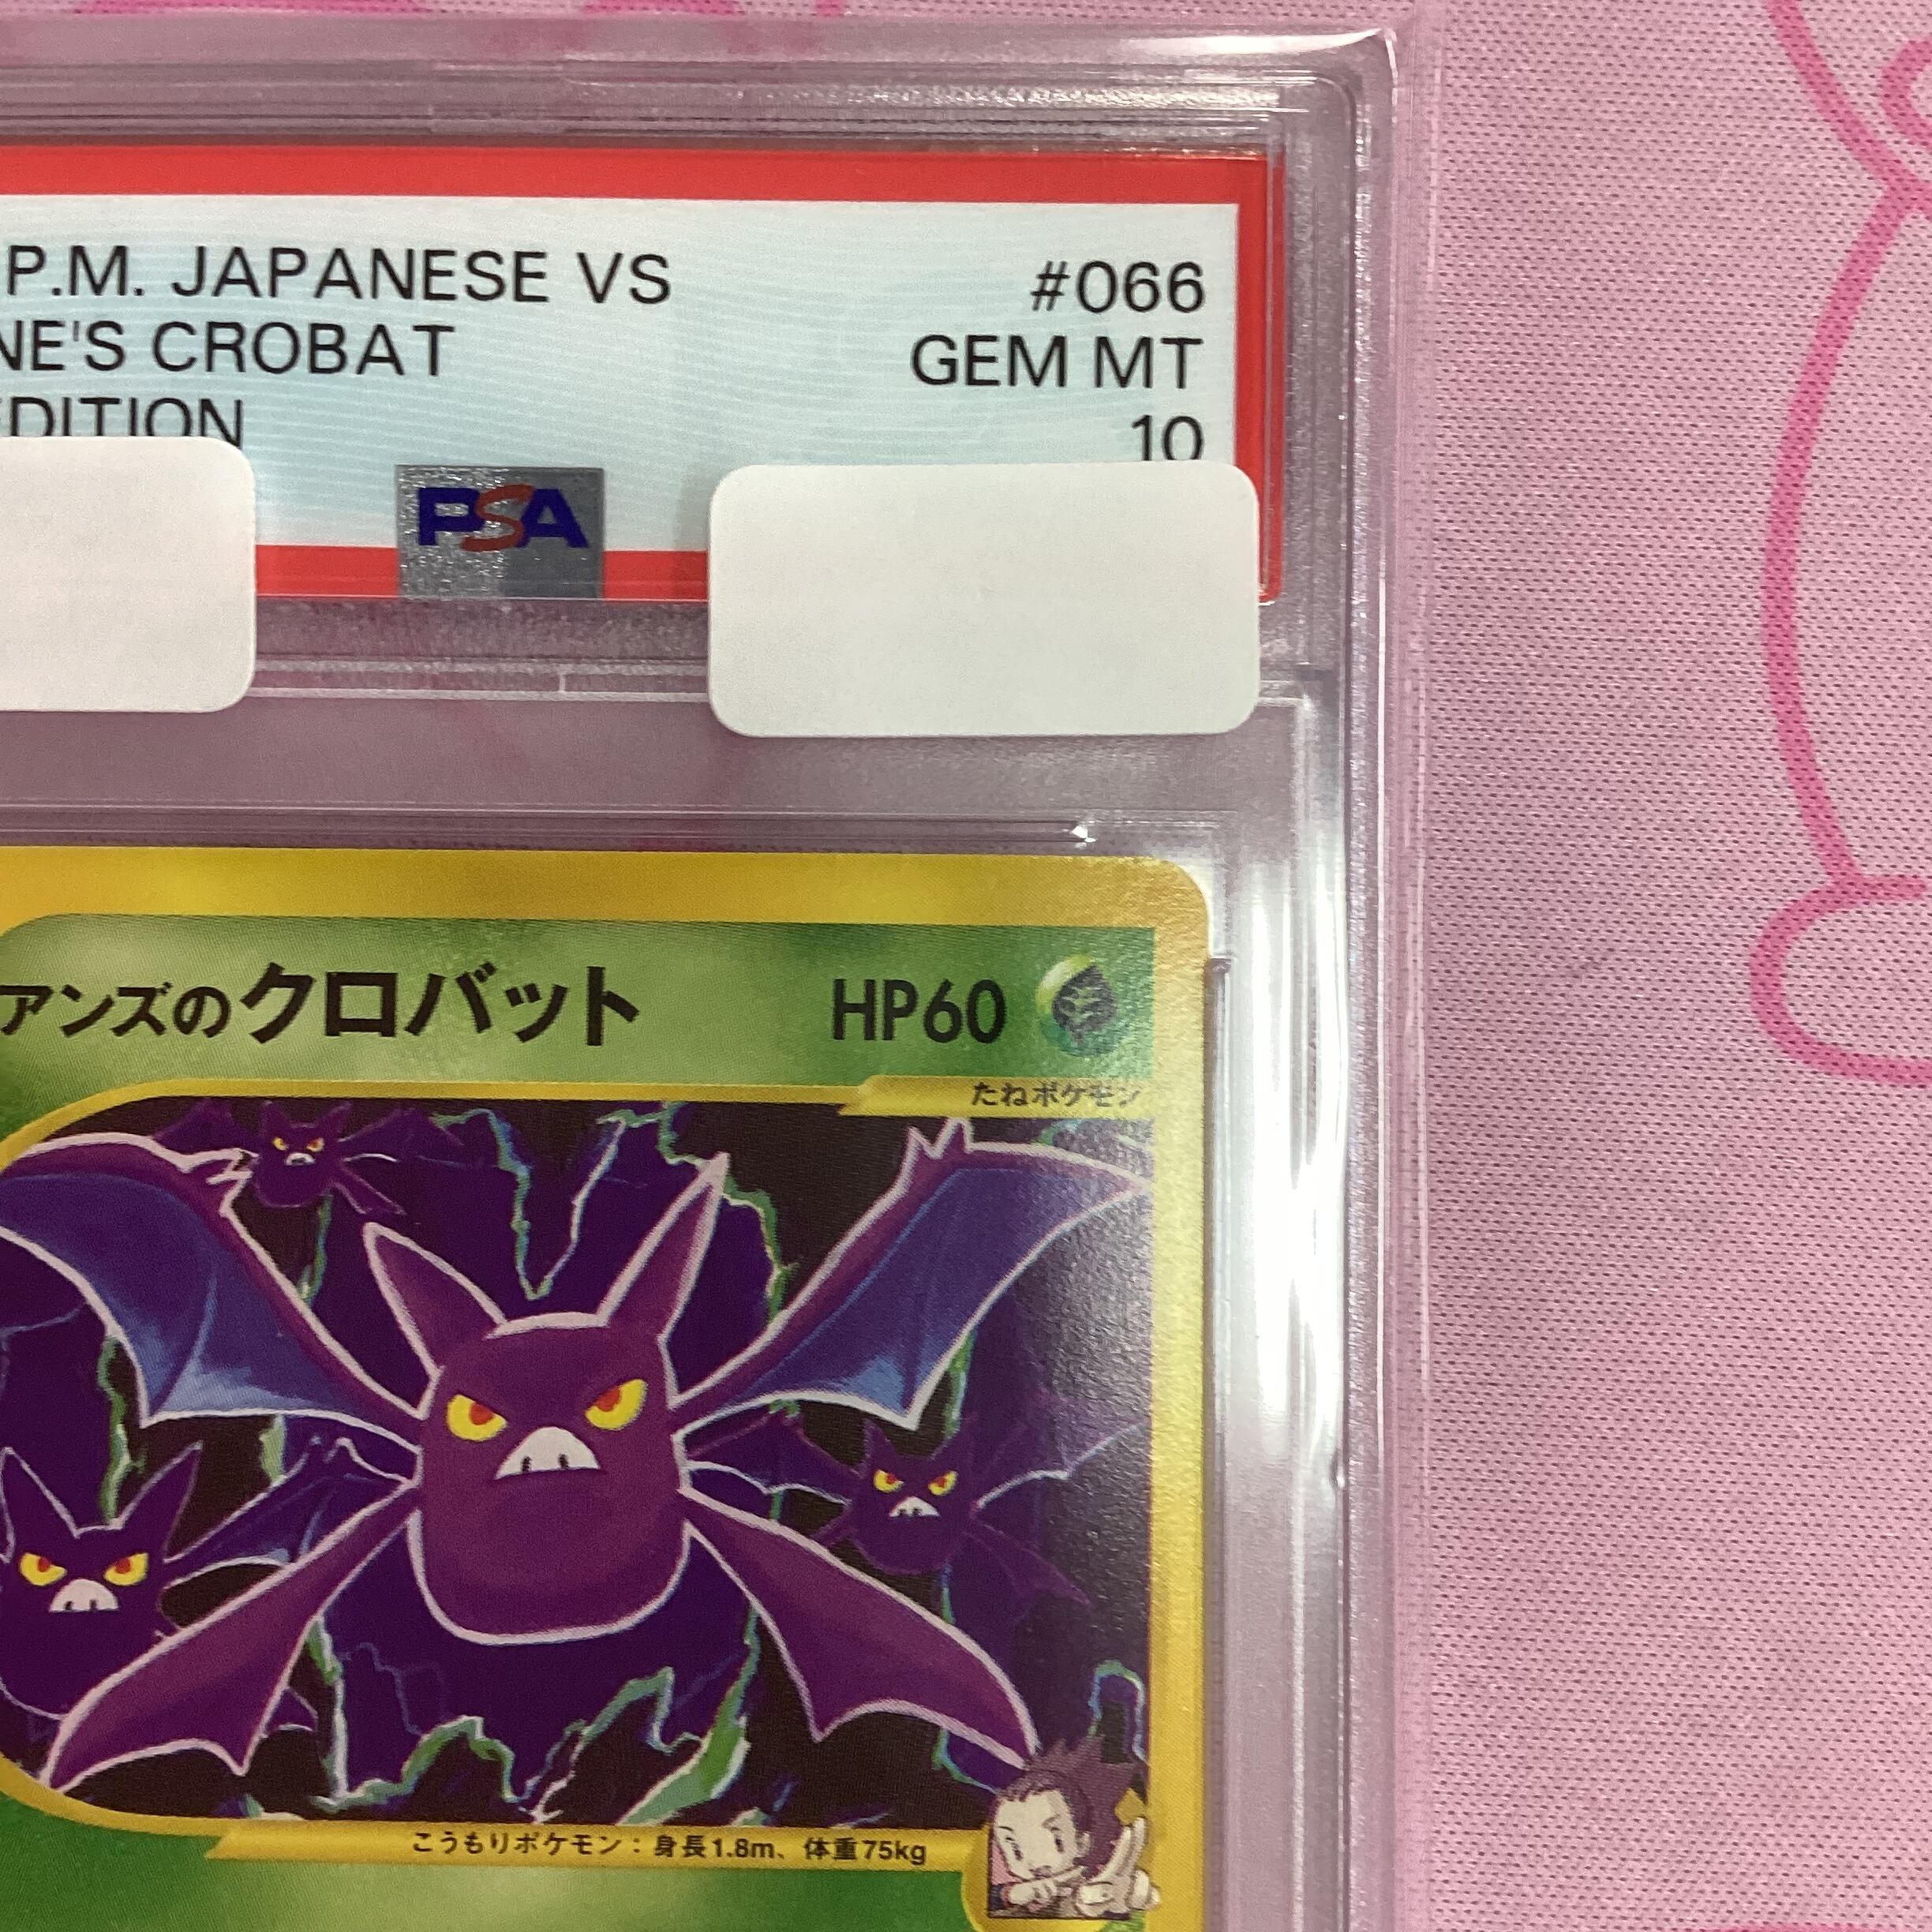 P.M. JAPANESE VS #066
NE'S CROBAT GEM MT
EDITION 10
PSA
アンズのクロバット HP60
たねポケモン
こうもりポケモン：身長1.8m、体重75kg